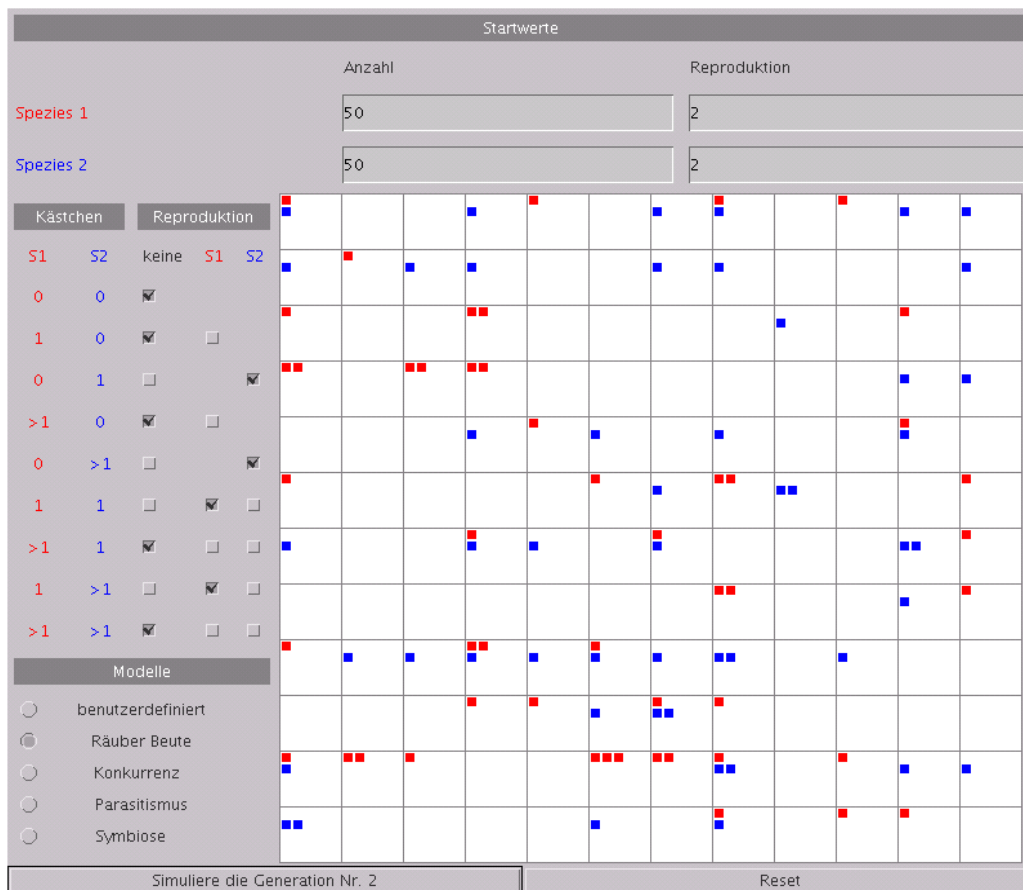 Startwerte
Anzahl Reproduktion
Spezies 1 50 2
Spezies 2 50 2
Kästchen Reproduktion
S1 S2 keine S1 S2
0 0
1 0
0 1
>1 0
0 >1
1 1
>1 1
1 >1
>1 >1
Modelle
benutzerdefiniert
Räuber Beute
Konkurrenz
Parasitismus
Symbiose
Simuliere die Generation Nr. 2 Reset